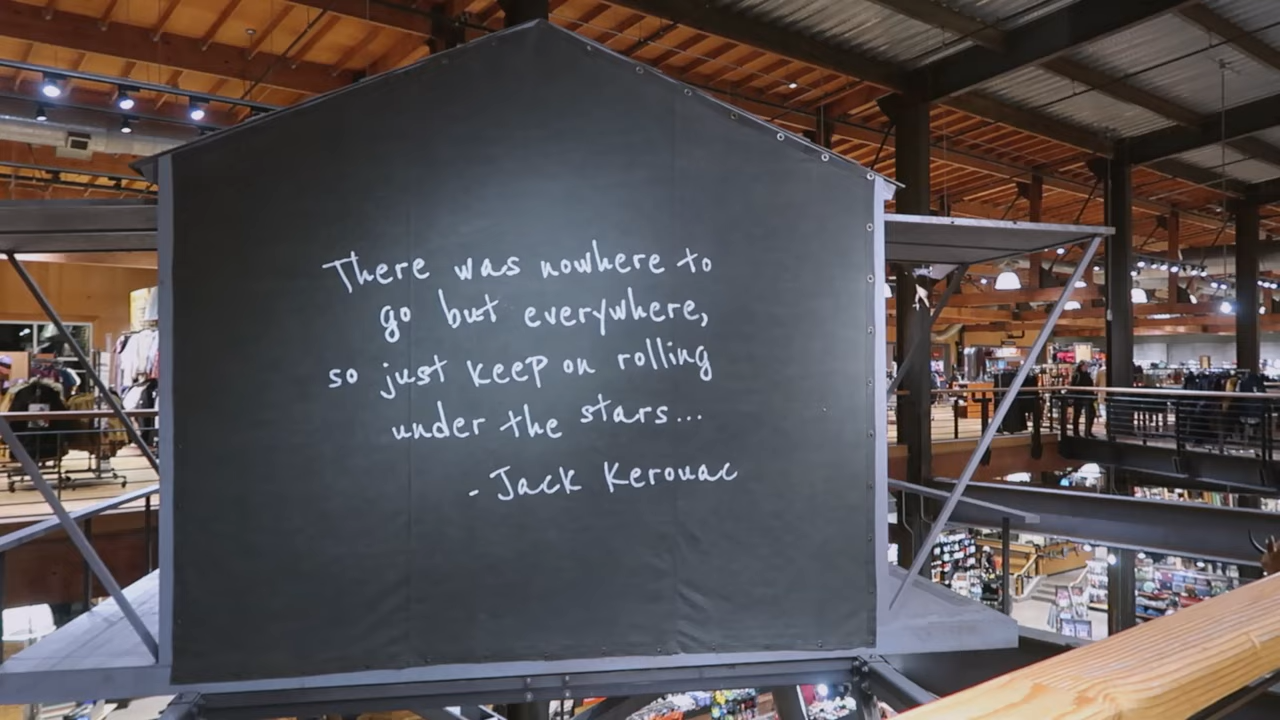 There was nowhere to
go but everywhere,
so just keep on rolling
under the stars...
- Jack Kerouac